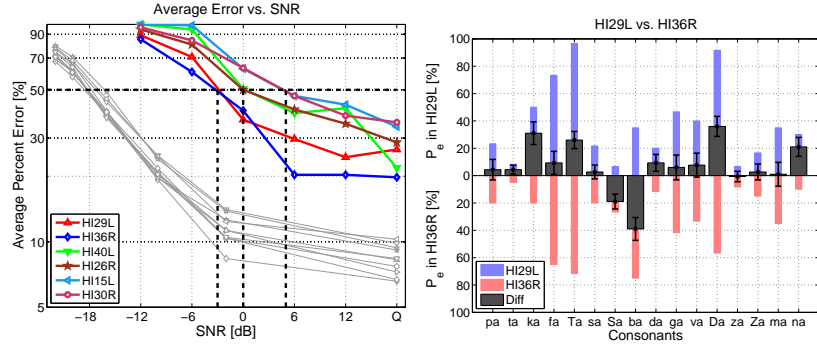 Average Error vs. SNR
90
70
50
30
10
5
Average Percent Error [%]
HI29L
HI36R
HI40L
HI26R
HI15L
HI30R
−18
−12
−6
0
6
12
Q
SNR [dB]
HI29L vs. HI36R
100
80
60
40
20
0
20
40
60
80
100
P_e in HI29L [%]
P_e in HI36R [%]
HI29L
HI36R
Diff
pa ta ka fa Ta sa Sa ba da ga va Da za Za ma na
Consonants